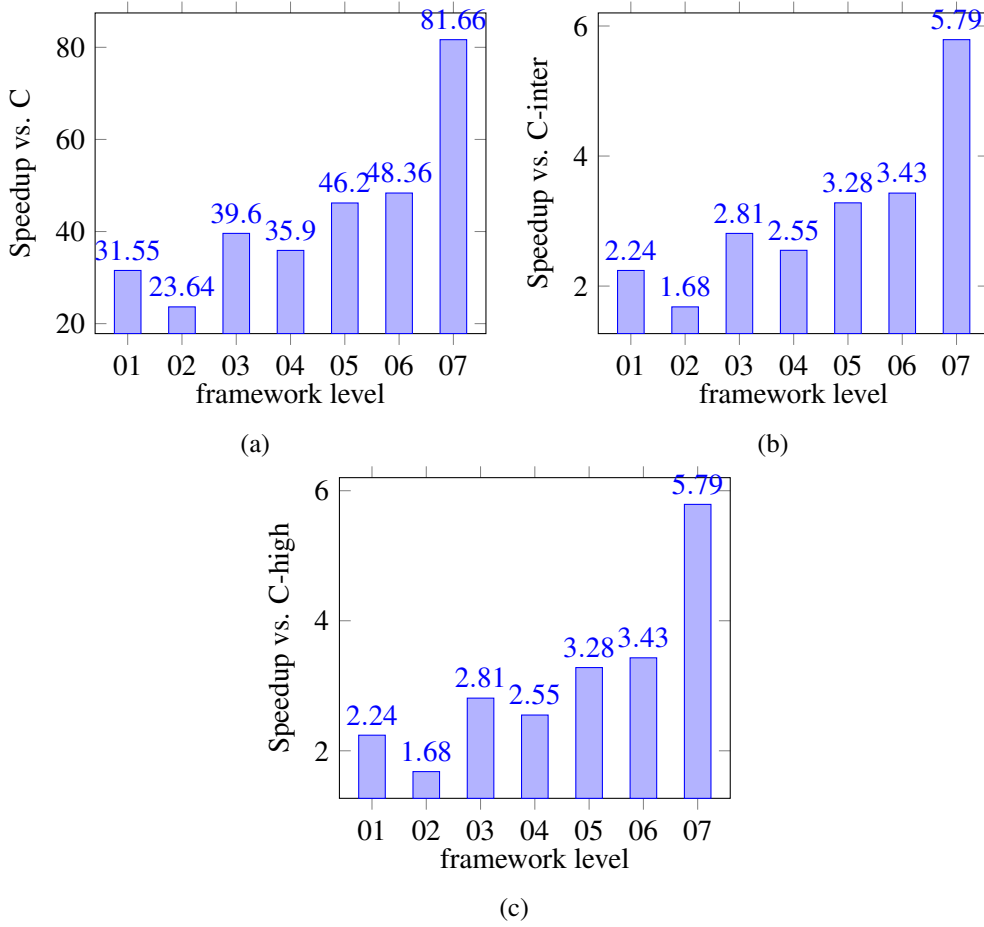 Speedup vs. C
80
60
40
20
31.55
23.64
39.6
35.9
46.2
48.36
81.66
01 02 03 04 05 06 07
framework level
(a)
Speedup vs. C-inter
6
4
2
2.24
1.68
2.81
2.55
3.28
3.43
5.79
01 02 03 04 05 06 07
framework level
(b)
Speedup vs. C-high
6
4
2
2.24
1.68
2.81
2.55
3.28
3.43
5.79
01 02 03 04 05 06 07
framework level
(c)